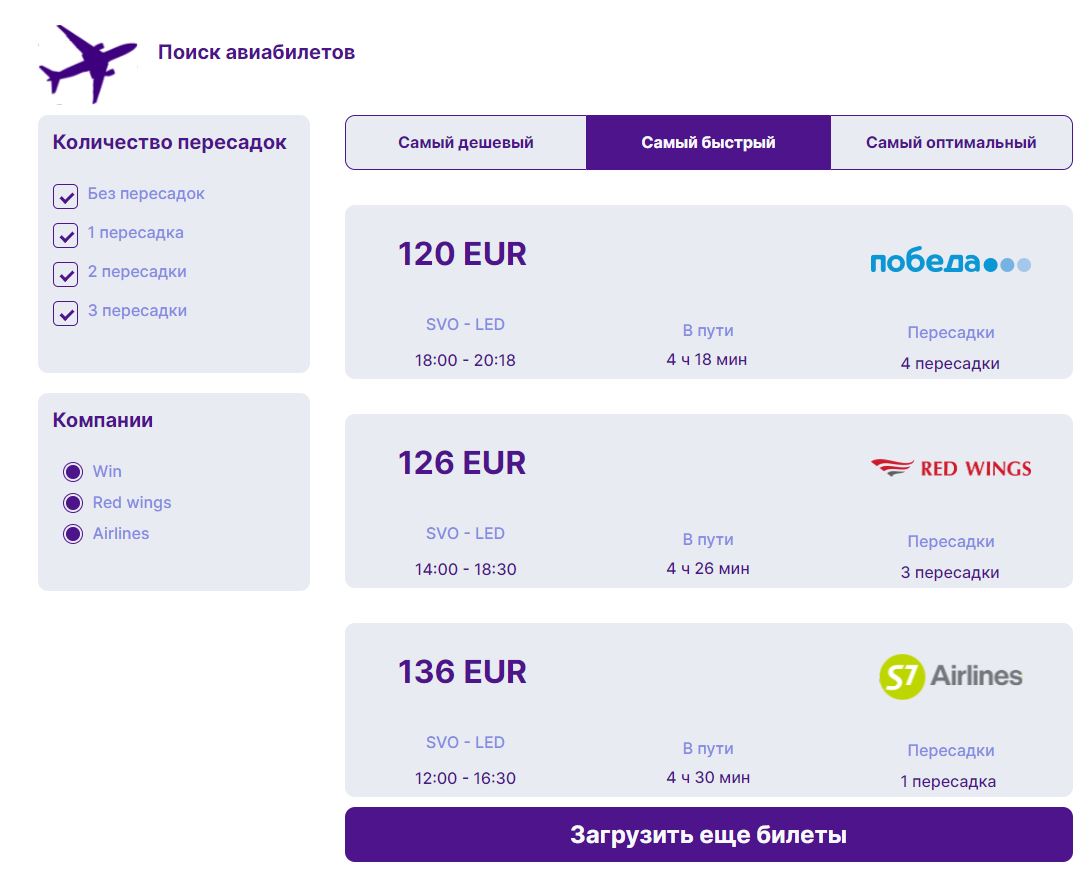 Поиск авиабилетов
Количество пересадок
Без пересадок
1 пересадка
2 пересадки
3 пересадки
Компании
Win
Red wings
Airlines
Самый дешевый
Самый быстрый
Самый оптимальный
120 EUR
победа
SVO - LED
18:00 - 20:18
В пути
4 ч 18 мин
Пересадки
4 пересадки
126 EUR
RED WINGS
SVO - LED
14:00 - 18:30
В пути
4 ч 26 мин
Пересадки
3 пересадки
136 EUR
S7 Airlines
SVO - LED
12:00 - 16:30
В пути
4 ч 30 мин
Пересадки
1 пересадка
Загрузить еще билеты